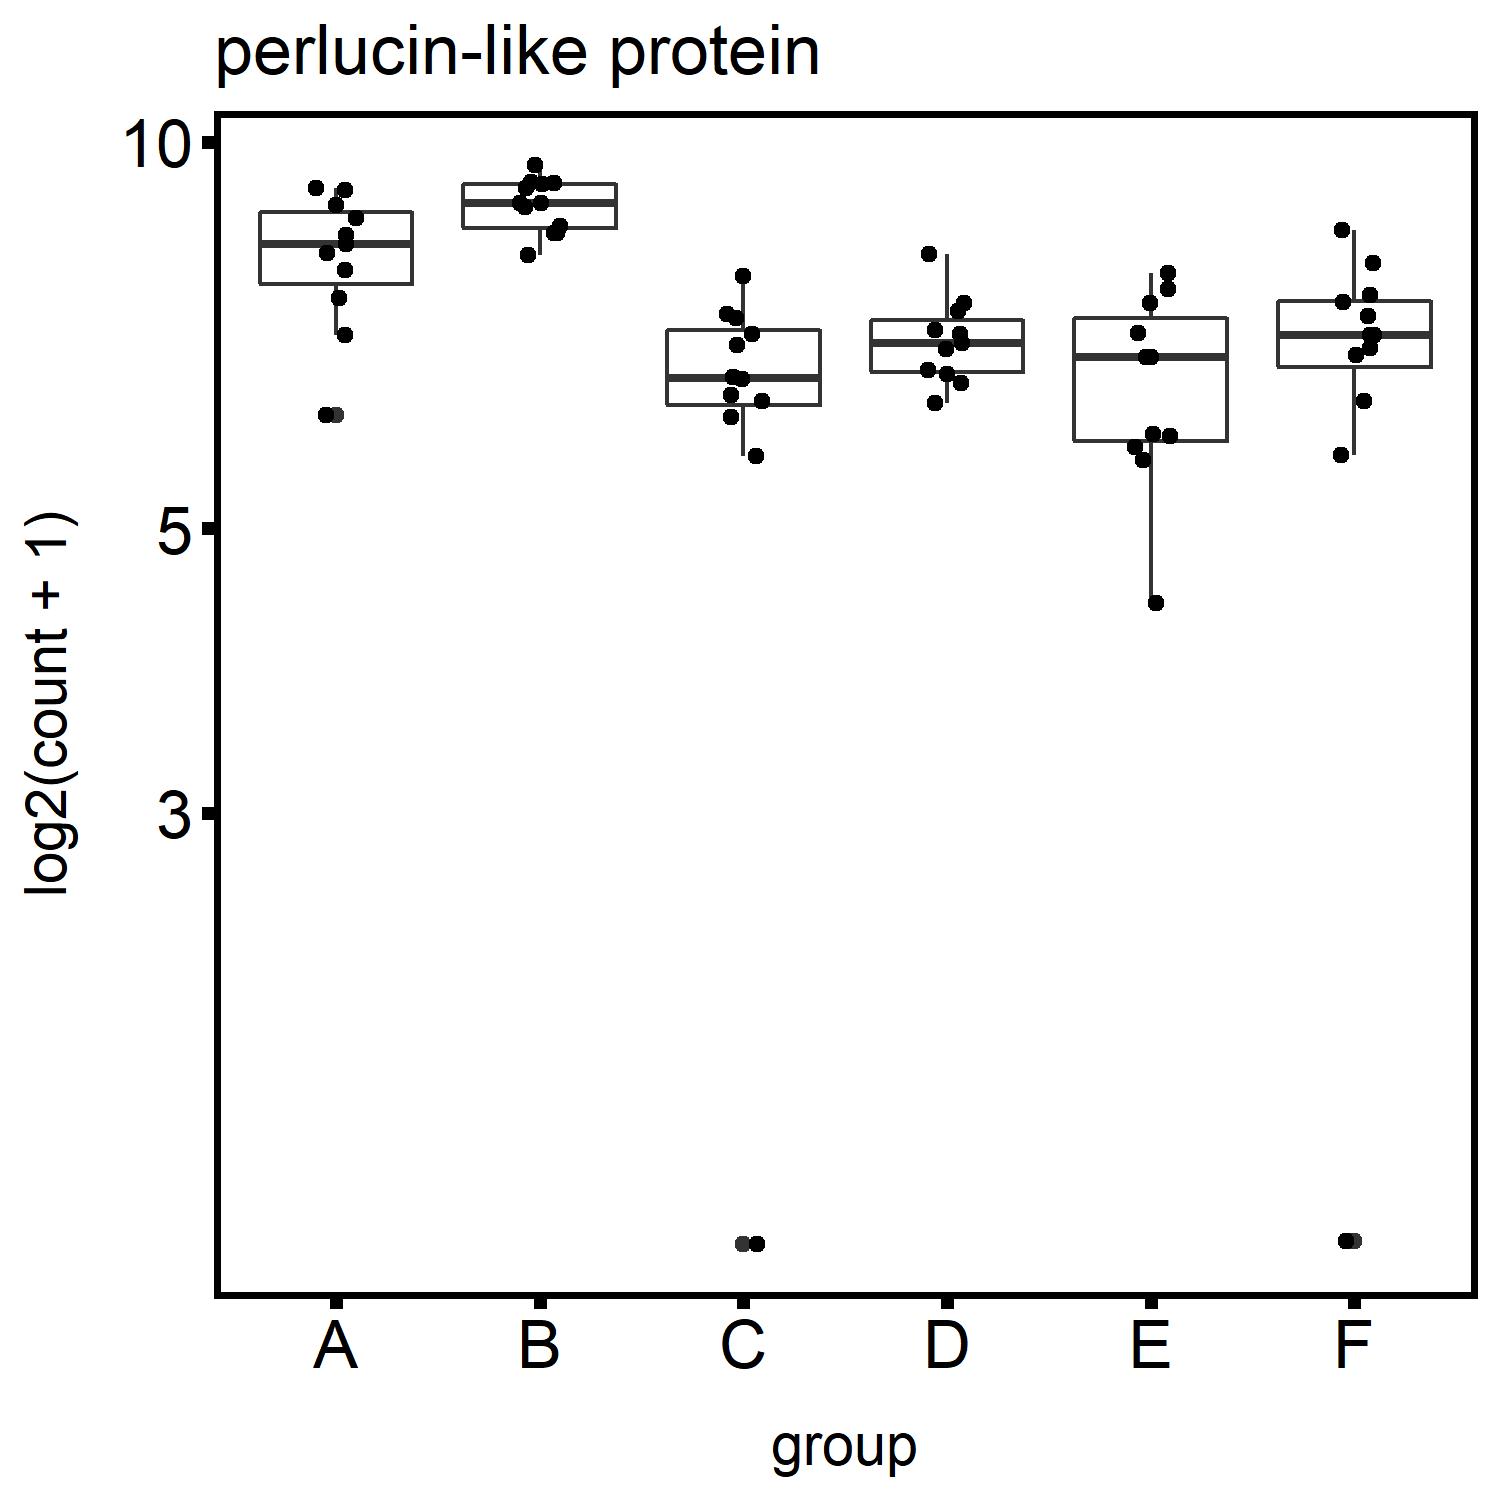 perlucin-like protein
10
5
3
log2(count + 1)
A B C D E F
group